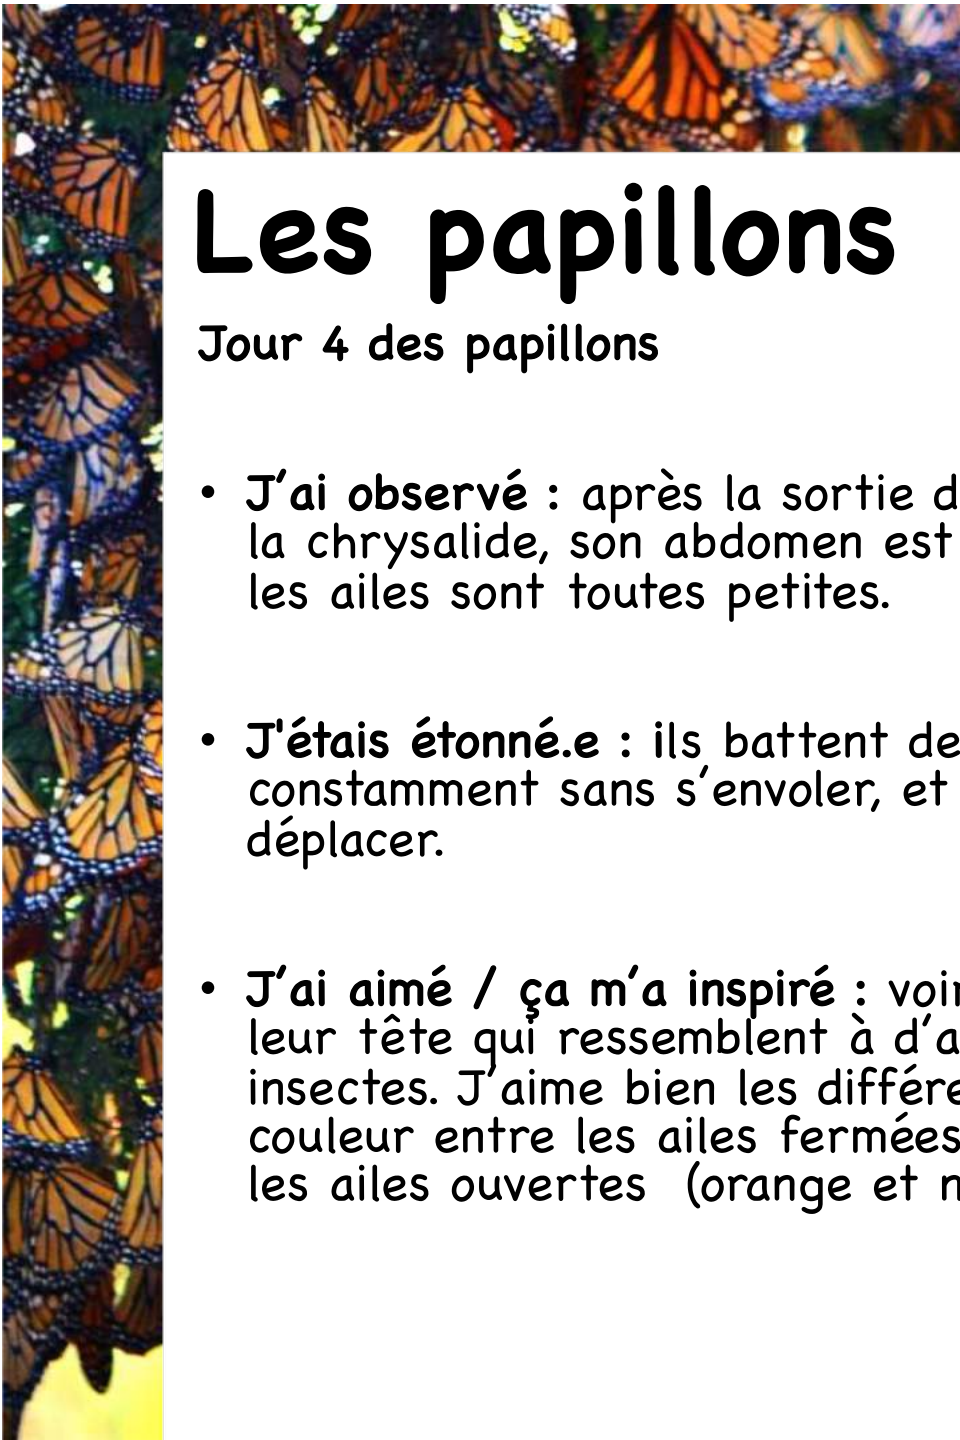 Les papillons
Jour 4 des papillons
• J’ai observé : après la sortie
la chrysalide, son abdomen est
les ailes sont toutes petites.
• J'étais étonné.e : ils battent
constamment sans s’envoler, et
déplacer.
• J’ai aimé / ça m’a inspiré :
leur tête qui ressemblent à
insectes. J’aime bien les
couleur entre les ailes fermées
les ailes ouvertes (orange et